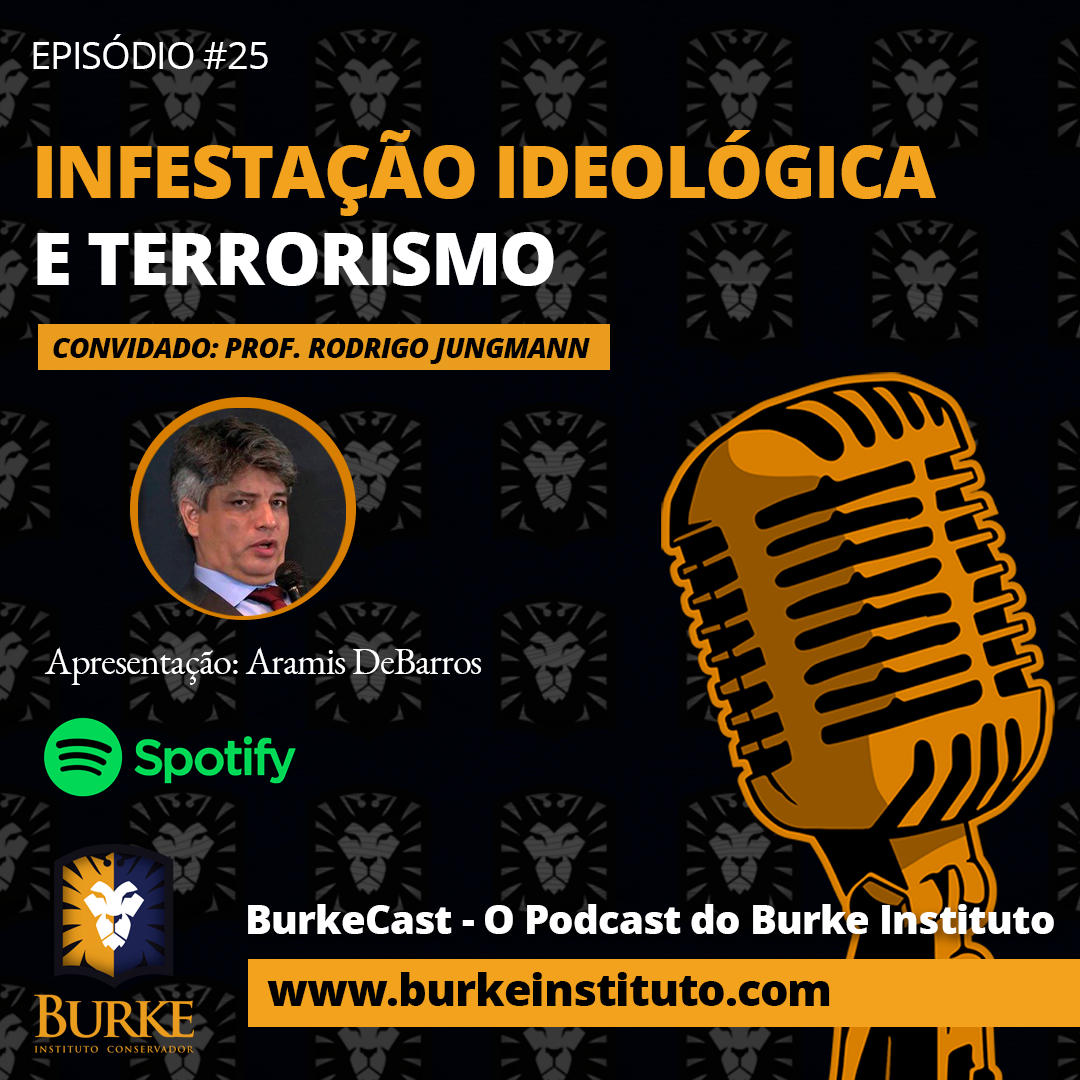 EPISÓDIO #25
INFESTAÇÃO IDEOLÓGICA
E TERRORISMO
CONVIDADO: PROF. RODRIGO JUNGMANN
Apresentação: Aramis DeBarros
Spotify
BurkeCast - O Podcast do Burke Instituto
www.burkeinstituto.com
BURKE
INSTITUTO CONSERVADOR